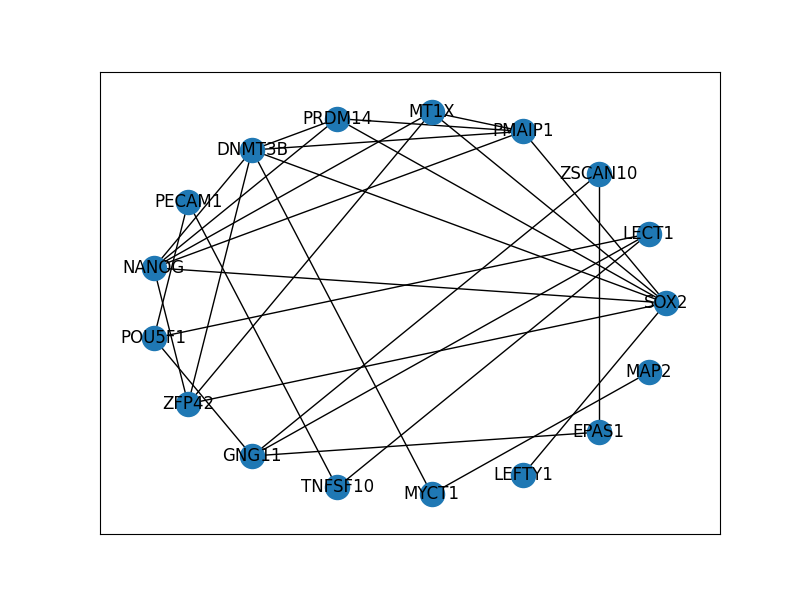 MT1X
PRDM14
PMAIP1
DNMT3B
ZSCAN10
PECAM1
LECT1
NANOG
SOX2
POU5F1
MAP2
ZFP42
EPAS1
GNG11
LEFTY1
TNFSF10
MYCT1